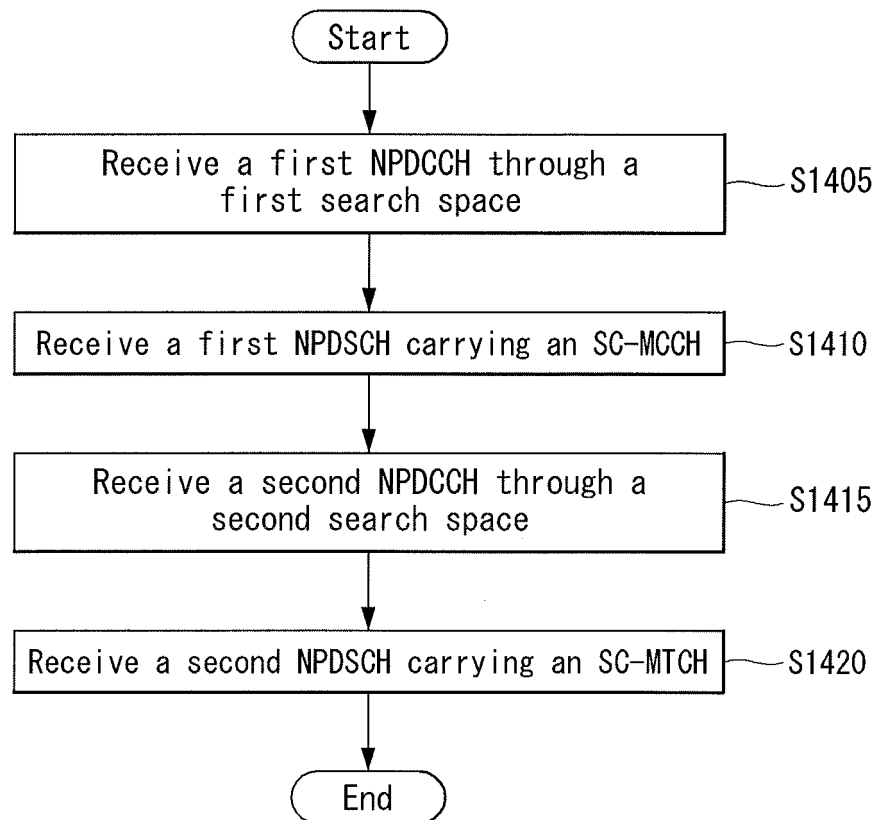 Start
Receive a first NPDCCH through a
first search space
S1405
Receive a first NPDSCH carrying an SC-MCCH
S1410
Receive a second NPDCCH through a
second search space
S1415
Receive a second NPDSCH carrying an SC-MTCH
S1420
End